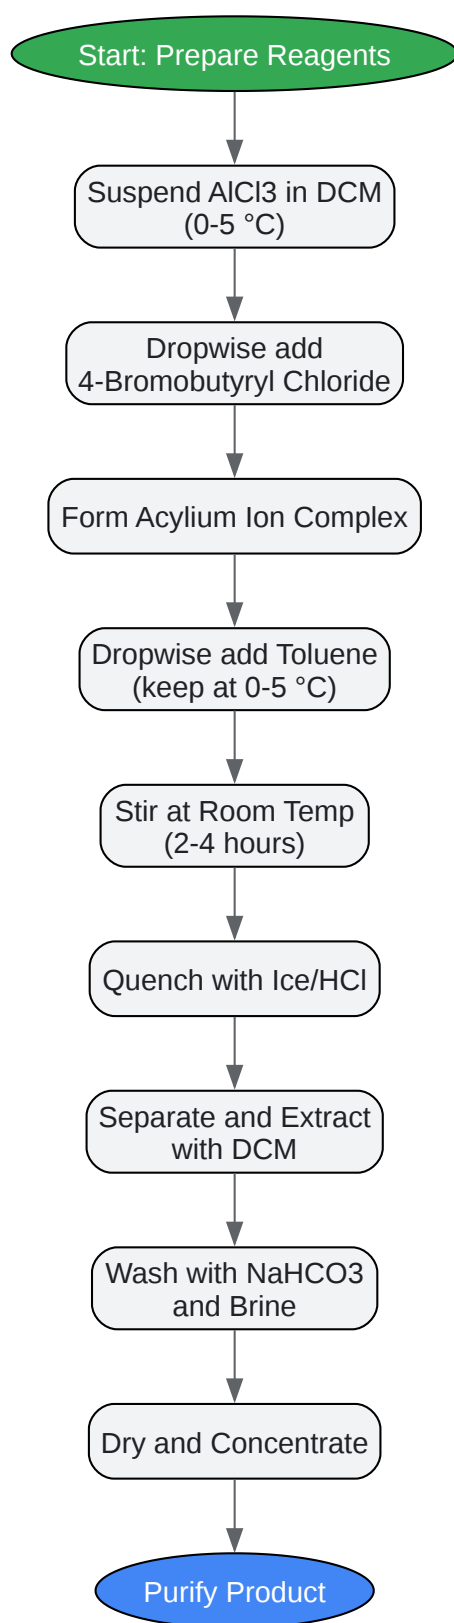 Start: Prepare Reagents
Suspend AlCl3 in DCM
(0-5 °C)
Dropwise add
4-Bromobutyryl Chloride
Form Acylium Ion Complex
Dropwise add Toluene
(keep at 0-5 °C)
Stir at Room Temp
(2-4 hours)
Quench with Ice/HCl
Separate and Extract
with DCM
Wash with NaHCO3
and Brine
Dry and Concentrate
Purify Product